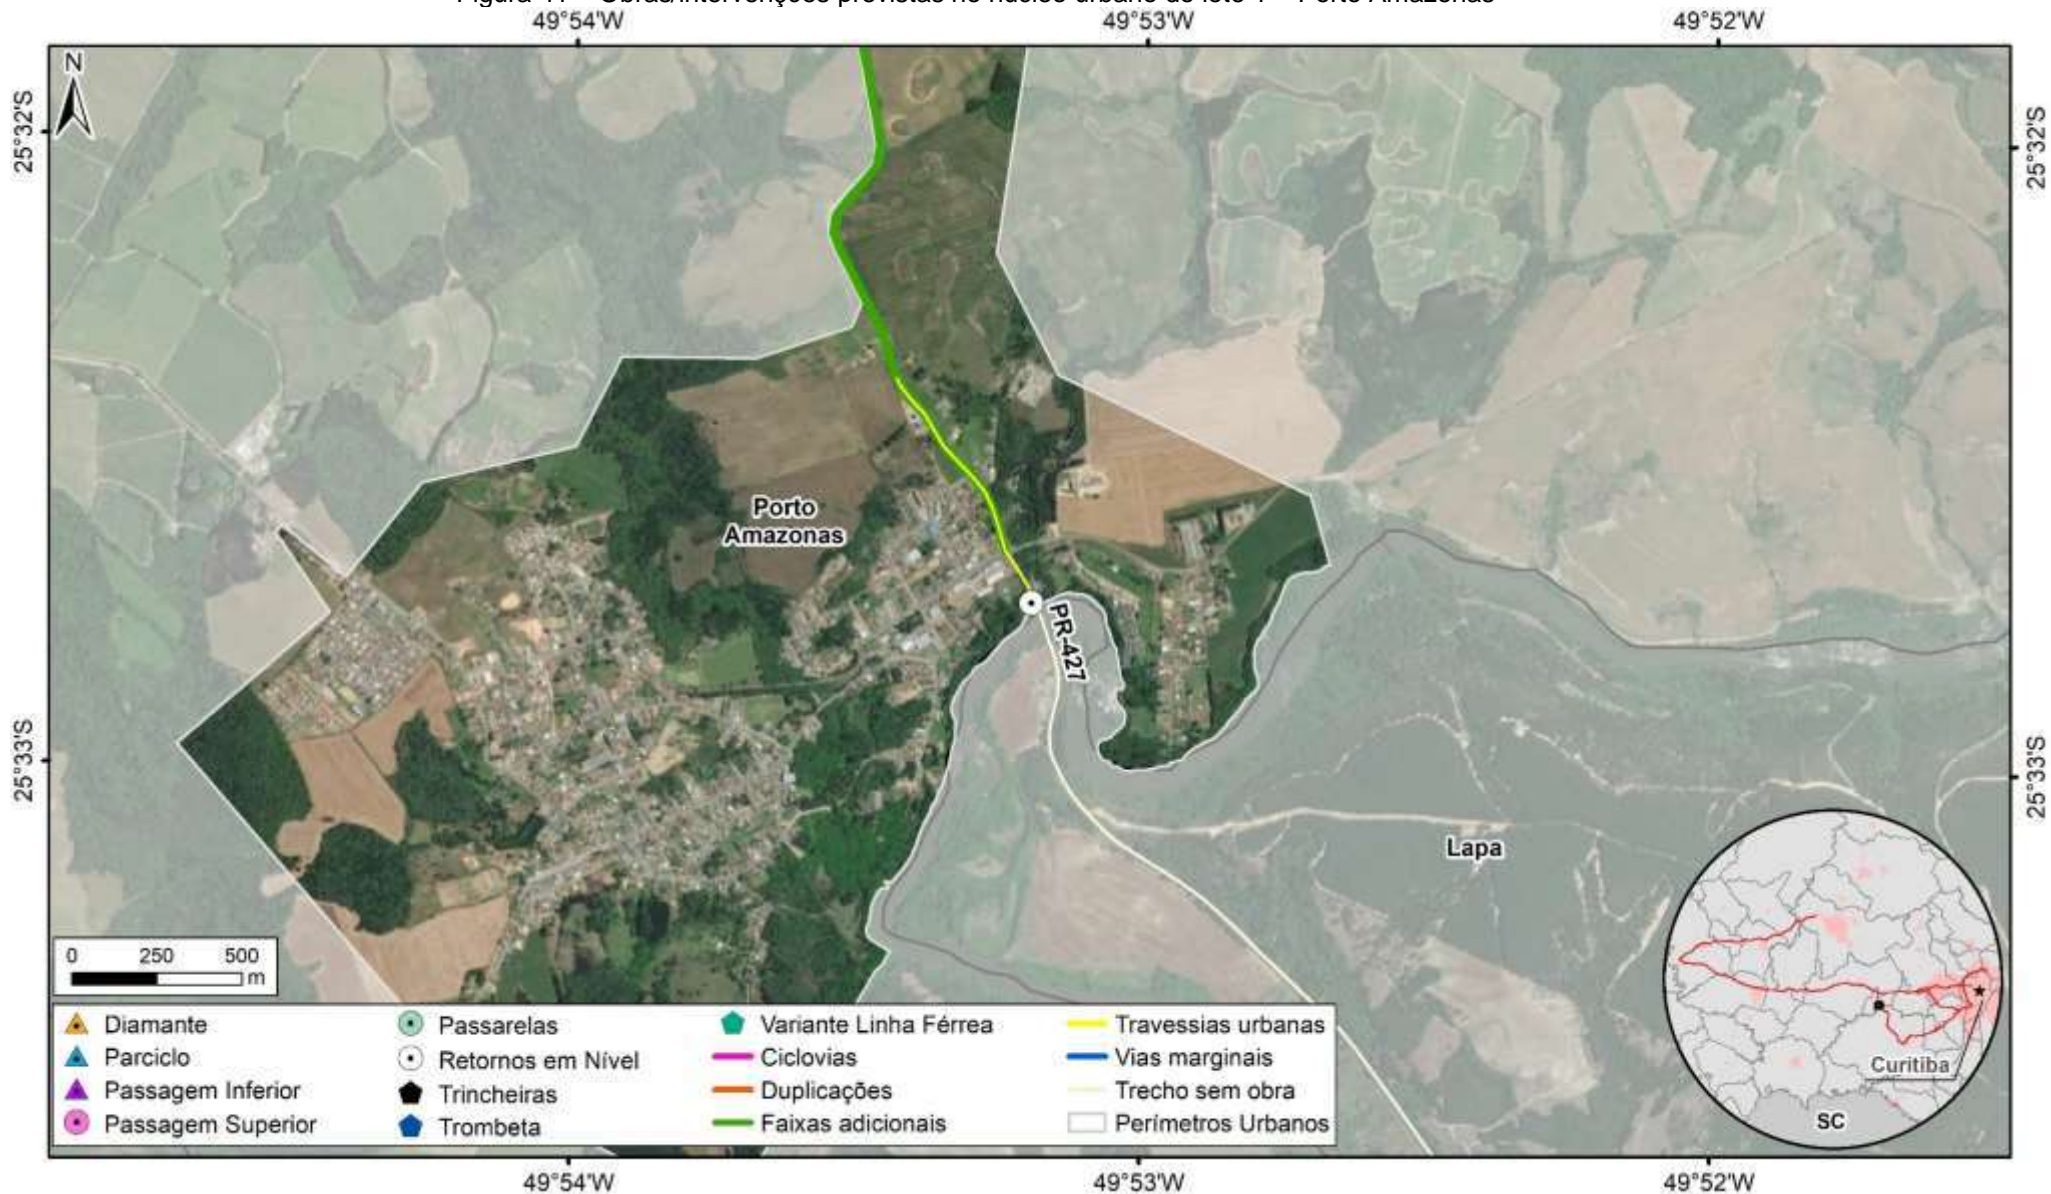 49°54'W 49°53'W 49°52'W
N
25°32'S 25°32'S
Porto
Amazonas
PR-427
25°33'S 25°33'S
Lapa
0 250 500
m
Diamante
Parciclo
Passagem Inferior
Passagem Superior
Passarelas
Retornos em Nível
Trincheiras
Trombeta
Variante Linha Férrea
Ciclovias
Duplicações
Faixas adicionais
Travessias urbanas
Vias marginais
Trecho sem obra
Perímetros Urbanos
Curitiba
SC
49°54'W 49°53'W 49°52'W